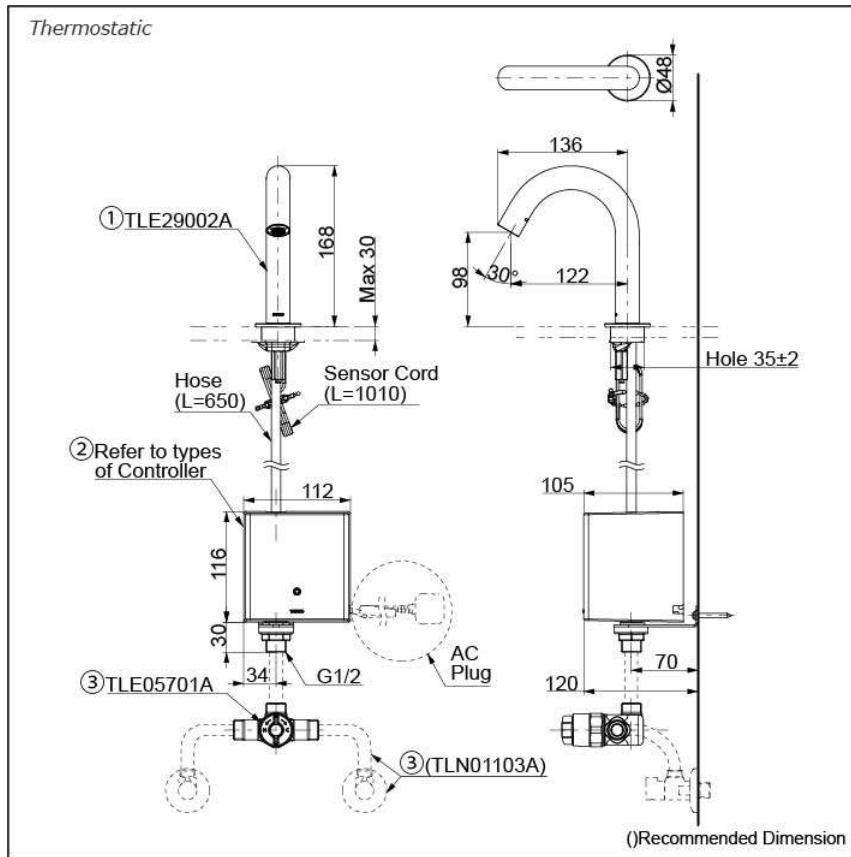 Thermostatic
Ø48
136
①TLE29002A
168
Max 30
98
30°
122
Hole 35±2
Hose
(L=650)
Sensor Cord
(L=1010)
②Refer to types
of Controller
112
105
116
30
34
G1/2
AC
Plug
70
120
③TLE05701A
③(TLN01103A)
()Recommended Dimension